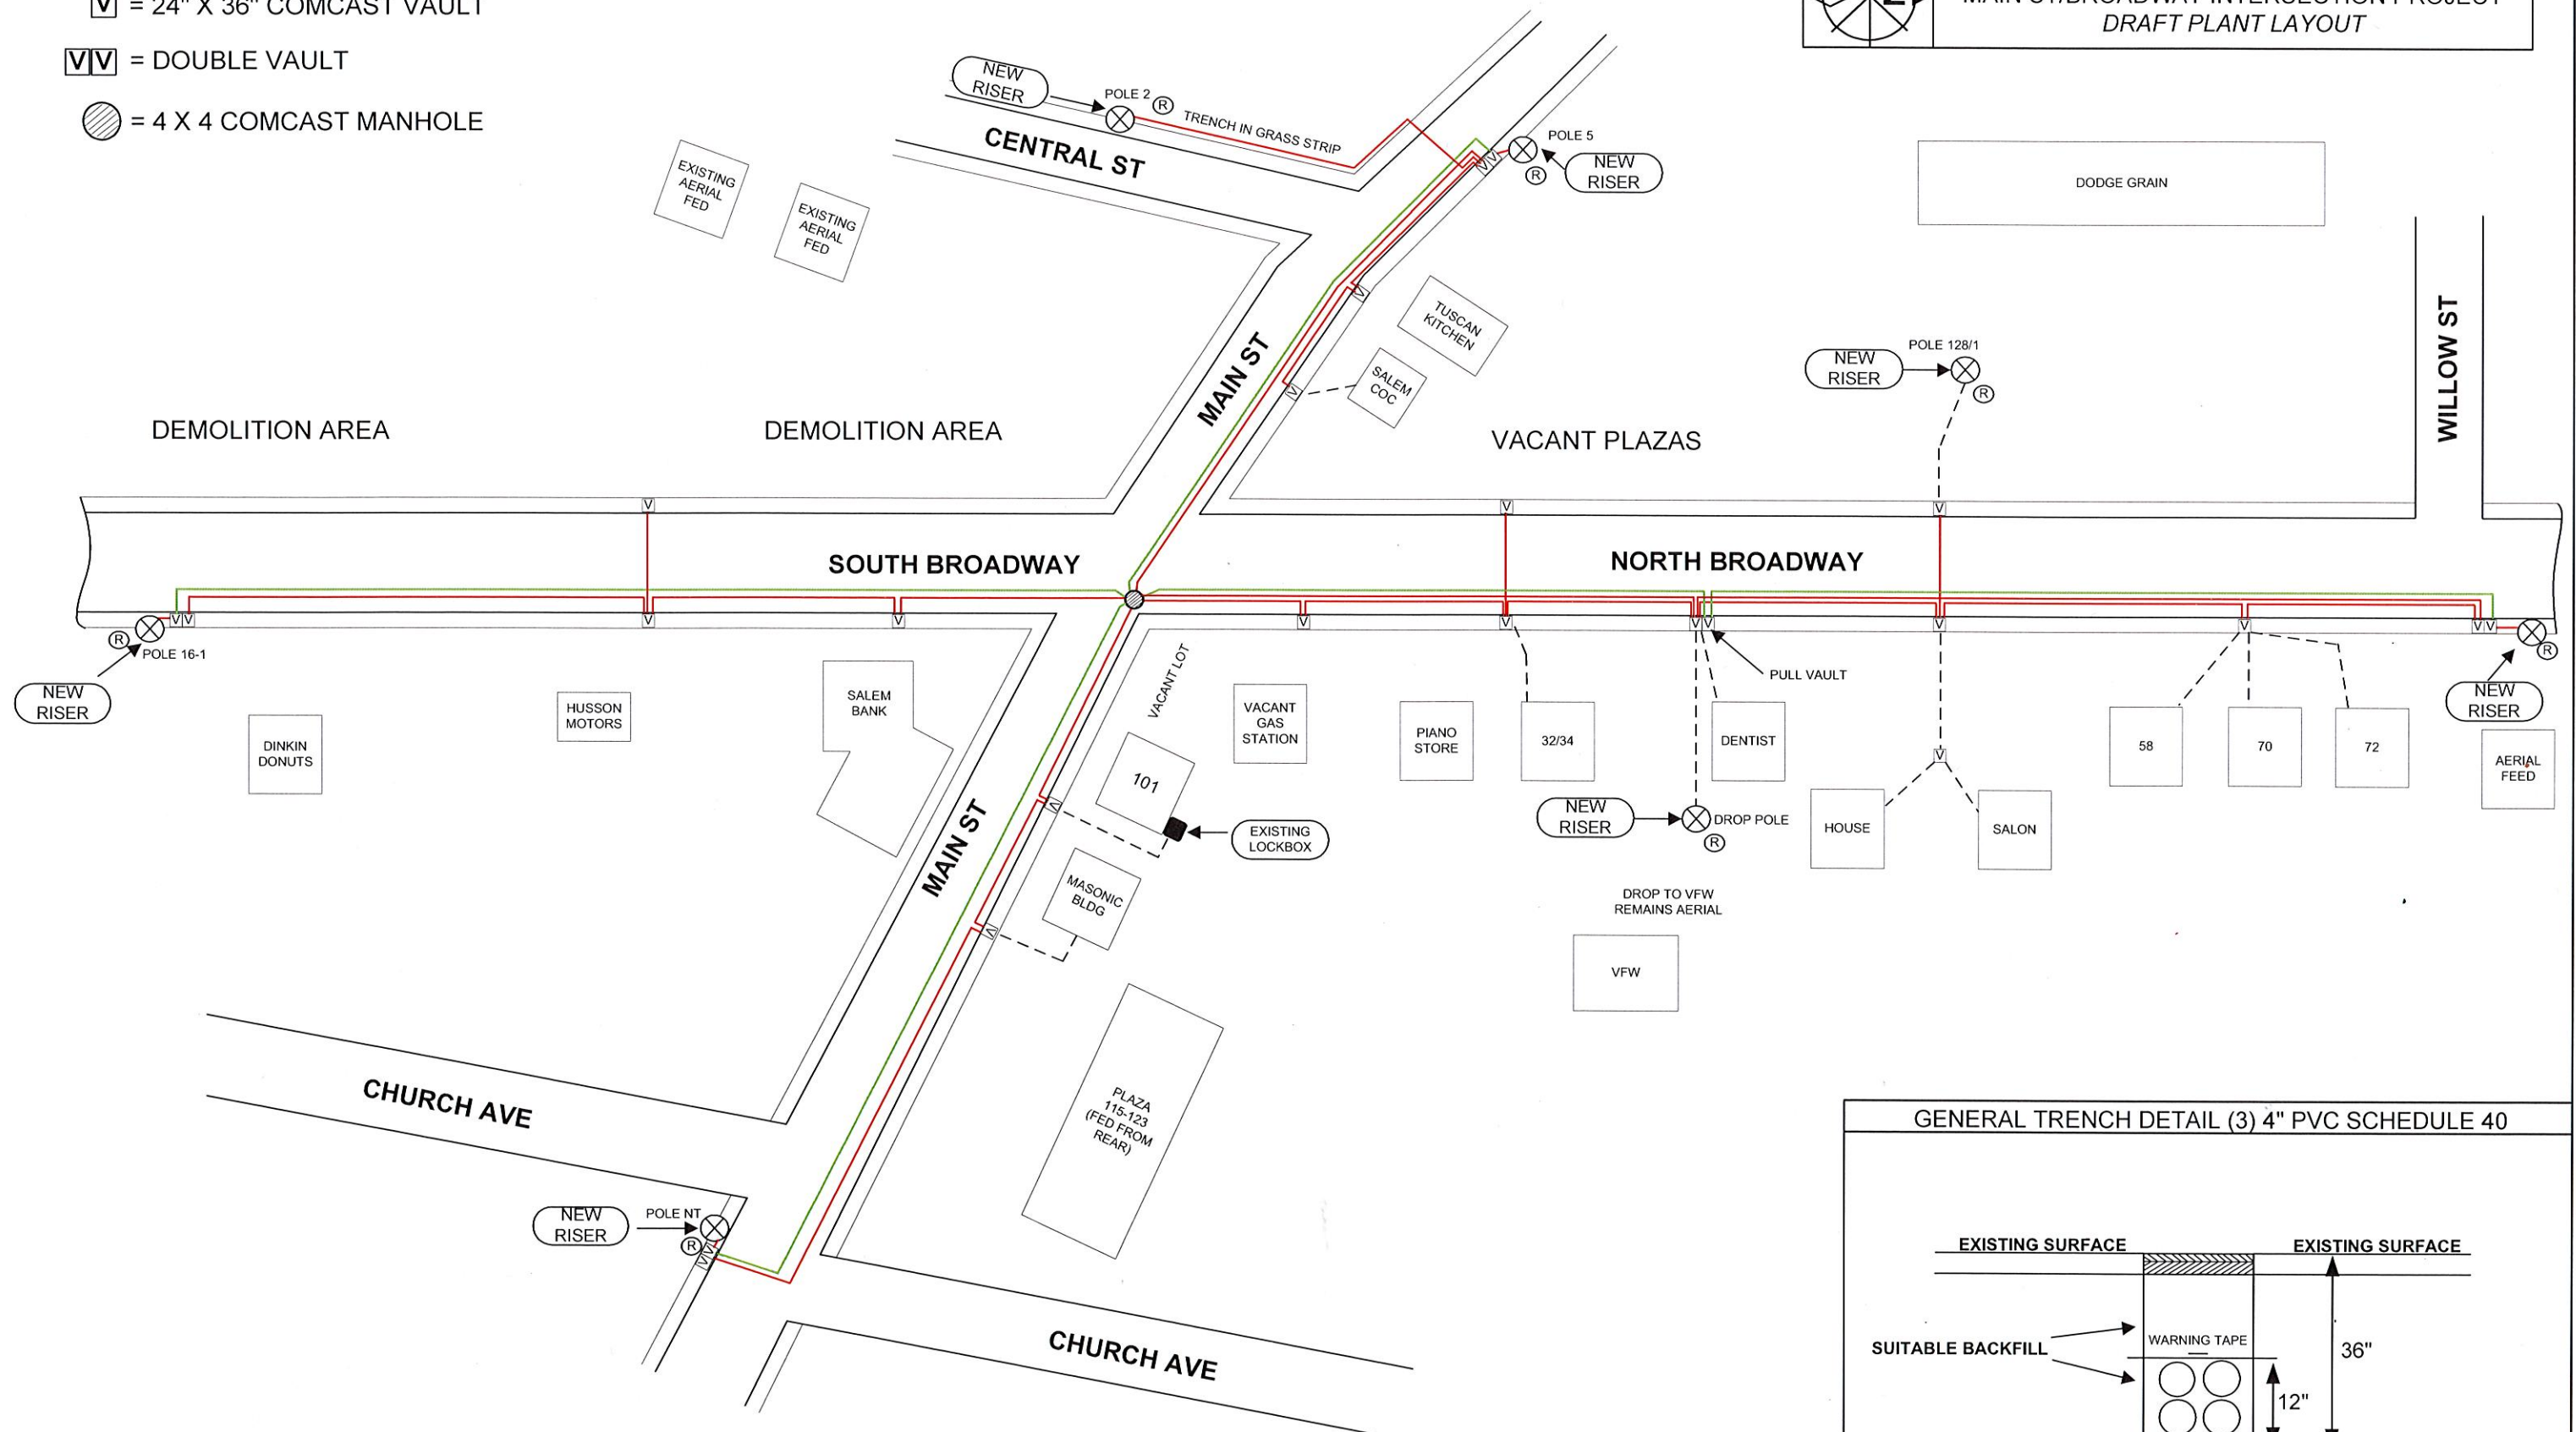 V = 24" X 36" COMCAST VAULT
VV = DOUBLE VAULT
= 4 X 4 COMCAST MANHOLE
MAIN ST/BROADWAY INTERSECTION PROJECT
DRAFT PLANT LAYOUT
NEW
RISER
POLE 2
R
TRENCH IN GRASS STRIP
CENTRAL ST
POLE 5
R
NEW
RISER
V V
EXISTING
AERIAL
FED
EXISTING
AERIAL
FED
DODGE GRAIN
V
TUSCAN
KITCHEN
V
SALEM
COC
MAIN ST
NEW
RISER
POLE 128/1
R
WILLOW ST
DEMOLITION AREA
DEMOLITION AREA
VACANT PLAZAS
V
V
V
SOUTH BROADWAY
NORTH BROADWAY
R
POLE 16-1
V V
V
V
V
V
V V
V
V
V V
R
NEW
RISER
PULL VAULT
NEW
RISER
DINKIN
DONUTS
HUSSON
MOTORS
SALEM
BANK
VACANT LOT
VACANT
GAS
STATION
PIANO
STORE
32/34
DENTIST
58
70
72
AERIAL
FEED
V
101
V
EXISTING
LOCKBOX
NEW
RISER
DROP POLE
R
HOUSE
SALON
MAIN ST
MASONIC
BLDG
V
DROP TO VFW
REMAINS AERIAL
VFW
PLAZA
115-123
(FED FROM
REAR)
CHURCH AVE
NEW
RISER
POLE NT
R
V V
CHURCH AVE
GENERAL TRENCH DETAIL (3) 4" PVC SCHEDULE 40
EXISTING SURFACE
EXISTING SURFACE
SUITABLE BACKFILL
WARNING TAPE
36"
12"